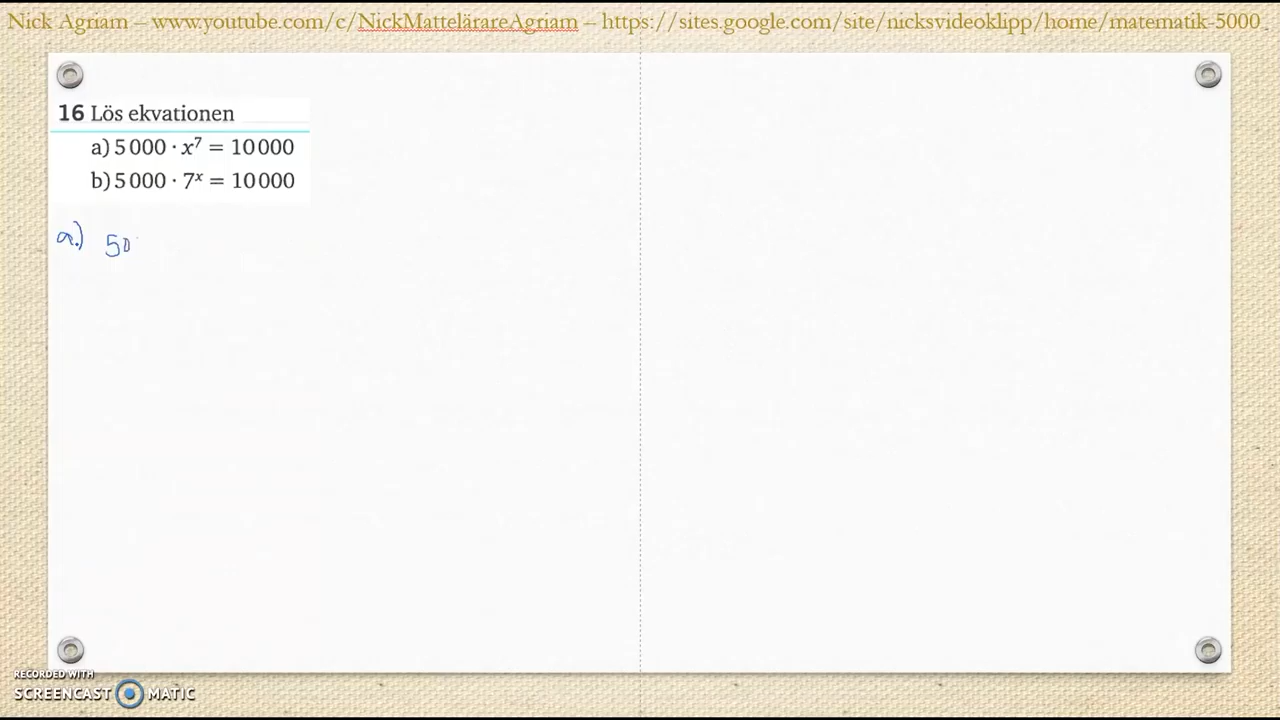 Nick Agriam – www.youtube.com/c/NickMattelärareAgriam – https://sites.google.com/site/nicksvideoklipp/home/matematik-5000
16 Lös ekvationen
a) 5 000 · x⁷ = 10 000
b) 5 000 · 7ˣ = 10 000
a.) 50
RECORDED WITH
SCREENCAST MATIC